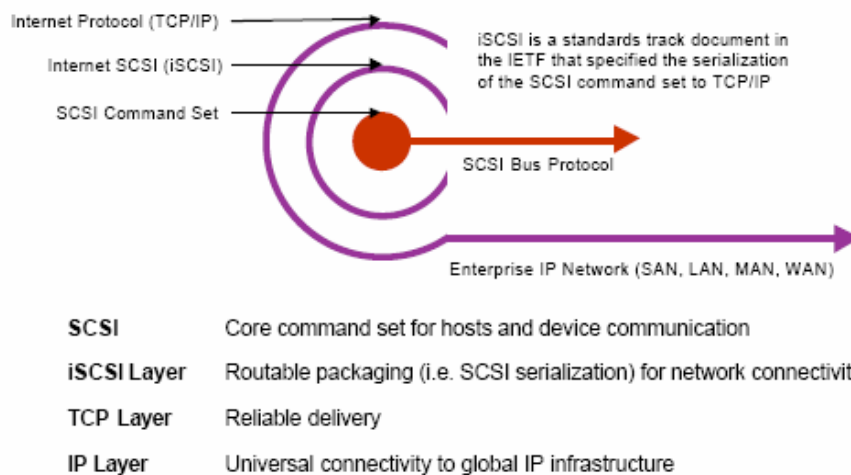 Internet Protocol (TCP/IP)
Internet SCSI (iSCSI)
SCSI Command Set
iSCSI is a standards track document in
the IETF that specified the serialization
of the SCSI command set to TCP/IP
SCSI Bus Protocol
Enterprise IP Network (SAN, LAN, MAN, WAN)
SCSI Core command set for hosts and device communication
iSCSI Layer Routable packaging (i.e. SCSI serialization) for network connectivit
TCP Layer Reliable delivery
IP Layer Universal connectivity to global IP infrastructure